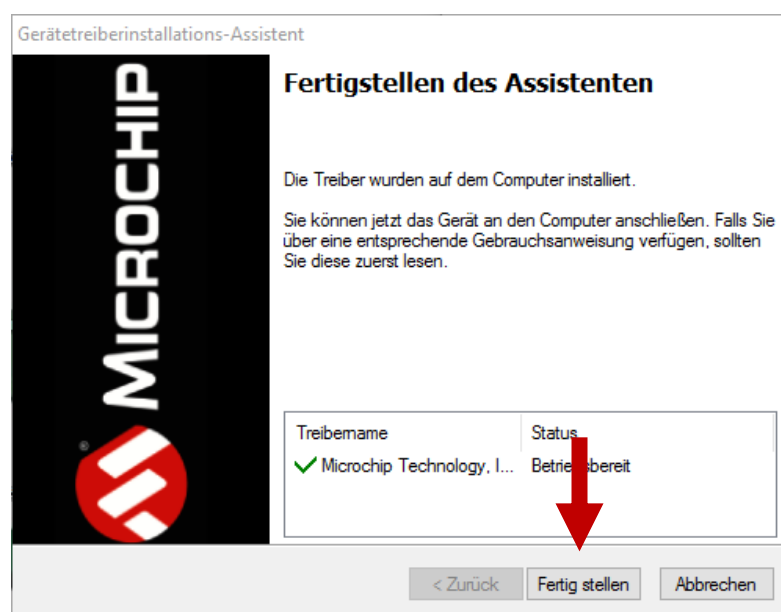 Gerätetreiberinstallations-Assistent
MICROCHIP
Fertigstellen des Assistenten
Die Treiber wurden auf dem Computer installiert.
Sie können jetzt das Gerät an den Computer anschließen. Falls Sie
über eine entsprechende Gebrauchsanweisung verfügen, sollten
Sie diese zuerst lesen.
Treibername Status
Microchip Technology, I... Betriebsbereit
< Zurück Fertig stellen Abbrechen